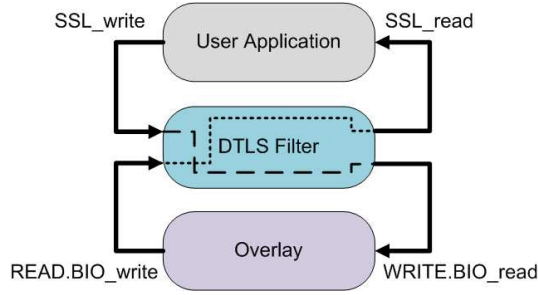 SSL_write
SSL_read
User Application
DTLS Filter
Overlay
READ.BIO_write
WRITE.BIO_read